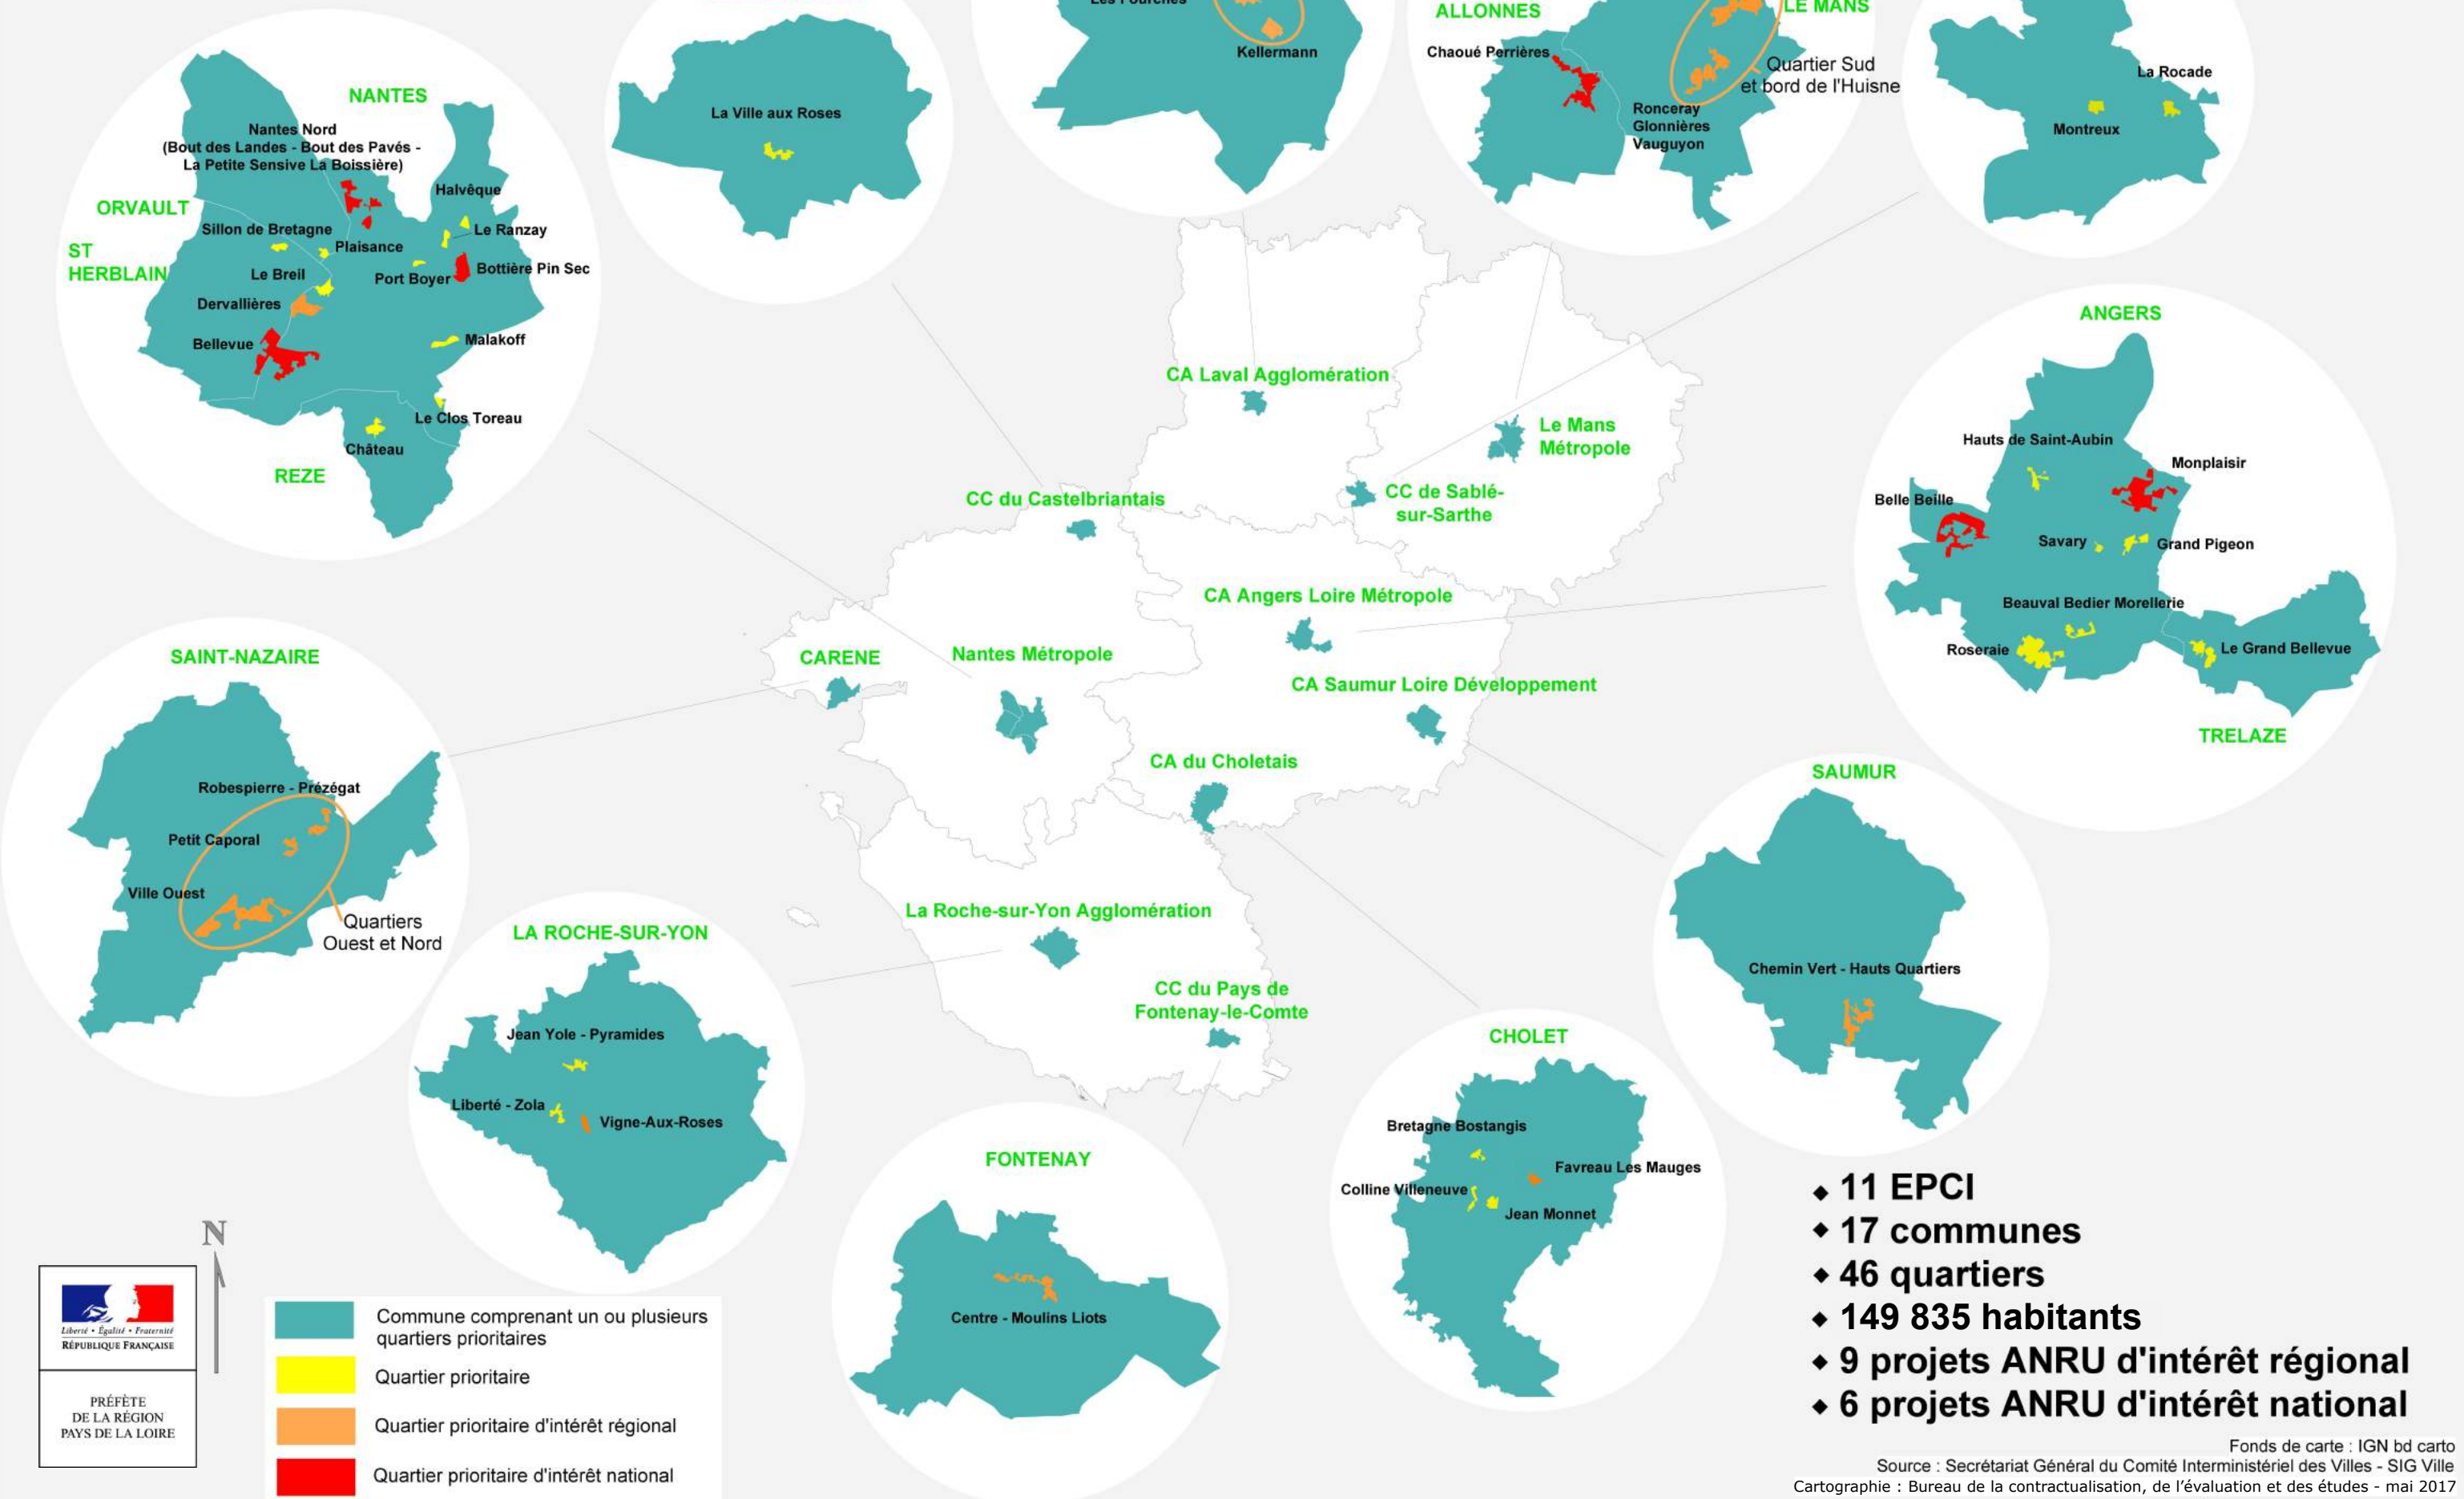 Kellermann
ALLONNES
LE MANS
Chaoué Perrières
Quartier Sud
et bord de l'Huisne
Ronceray
Glonnières
Vauguyon
La Rocade
Montreux
La Ville aux Roses
NANTES
Nantes Nord
(Bout des Landes - Bout des Pavés -
La Petite Sensive La Boissière)
Halvêque
ORVAULT
Sillon de Bretagne
Le Ranzay
ST
HERBLAIN
Plaisance
Le Breil
Port Boyer
Bottière Pin Sec
Dervallières
Bellevue
Malakoff
Le Clos Toreau
Château
REZE
CA Laval Agglomération
Le Mans
Métropole
CC de Sablé-
sur-Sarthe
CC du Castelbriantais
CA Angers Loire Métropole
CARENE
Nantes Métropole
CA Saumur Loire Développement
CA du Choletais
La Roche-sur-Yon Agglomération
CC du Pays de
Fontenay-le-Comte
ANGERS
Hauts de Saint-Aubin
Monplaisir
Belle Beille
Savary
Grand Pigeon
Beauval Bedier Morellerie
Roseraie
Le Grand Bellevue
TRELAZE
SAINT-NAZAIRE
Robespierre - Prézégat
Petit Caporal
Ville Ouest
Quartiers
Ouest et Nord
LA ROCHE-SUR-YON
Jean Yole - Pyramides
Liberté - Zola
Vigne-Aux-Roses
FONTENAY
Centre - Moulins Liots
CHOLET
Bretagne Bostangis
Favreau Les Mauges
Colline Villeneuve
Jean Monnet
SAUMUR
Chemin Vert - Hauts Quartiers
11 EPCI
17 communes
46 quartiers
149 835 habitants
9 projets ANRU d'intérêt régional
6 projets ANRU d'intérêt national
N
Liberté • Égalité • Fraternité
RÉPUBLIQUE FRANÇAISE
PRÉFÈTE
DE LA RÉGION
PAYS DE LA LOIRE
Commune comprenant un ou plusieurs
quartiers prioritaires
Quartier prioritaire
Quartier prioritaire d'intérêt régional
Quartier prioritaire d'intérêt national
Fonds de carte : IGN bd carto
Source : Secrétariat Général du Comité Interministériel des Villes - SIG Ville
Cartographie : Bureau de la contractualisation, de l'évaluation et des études - mai 2017